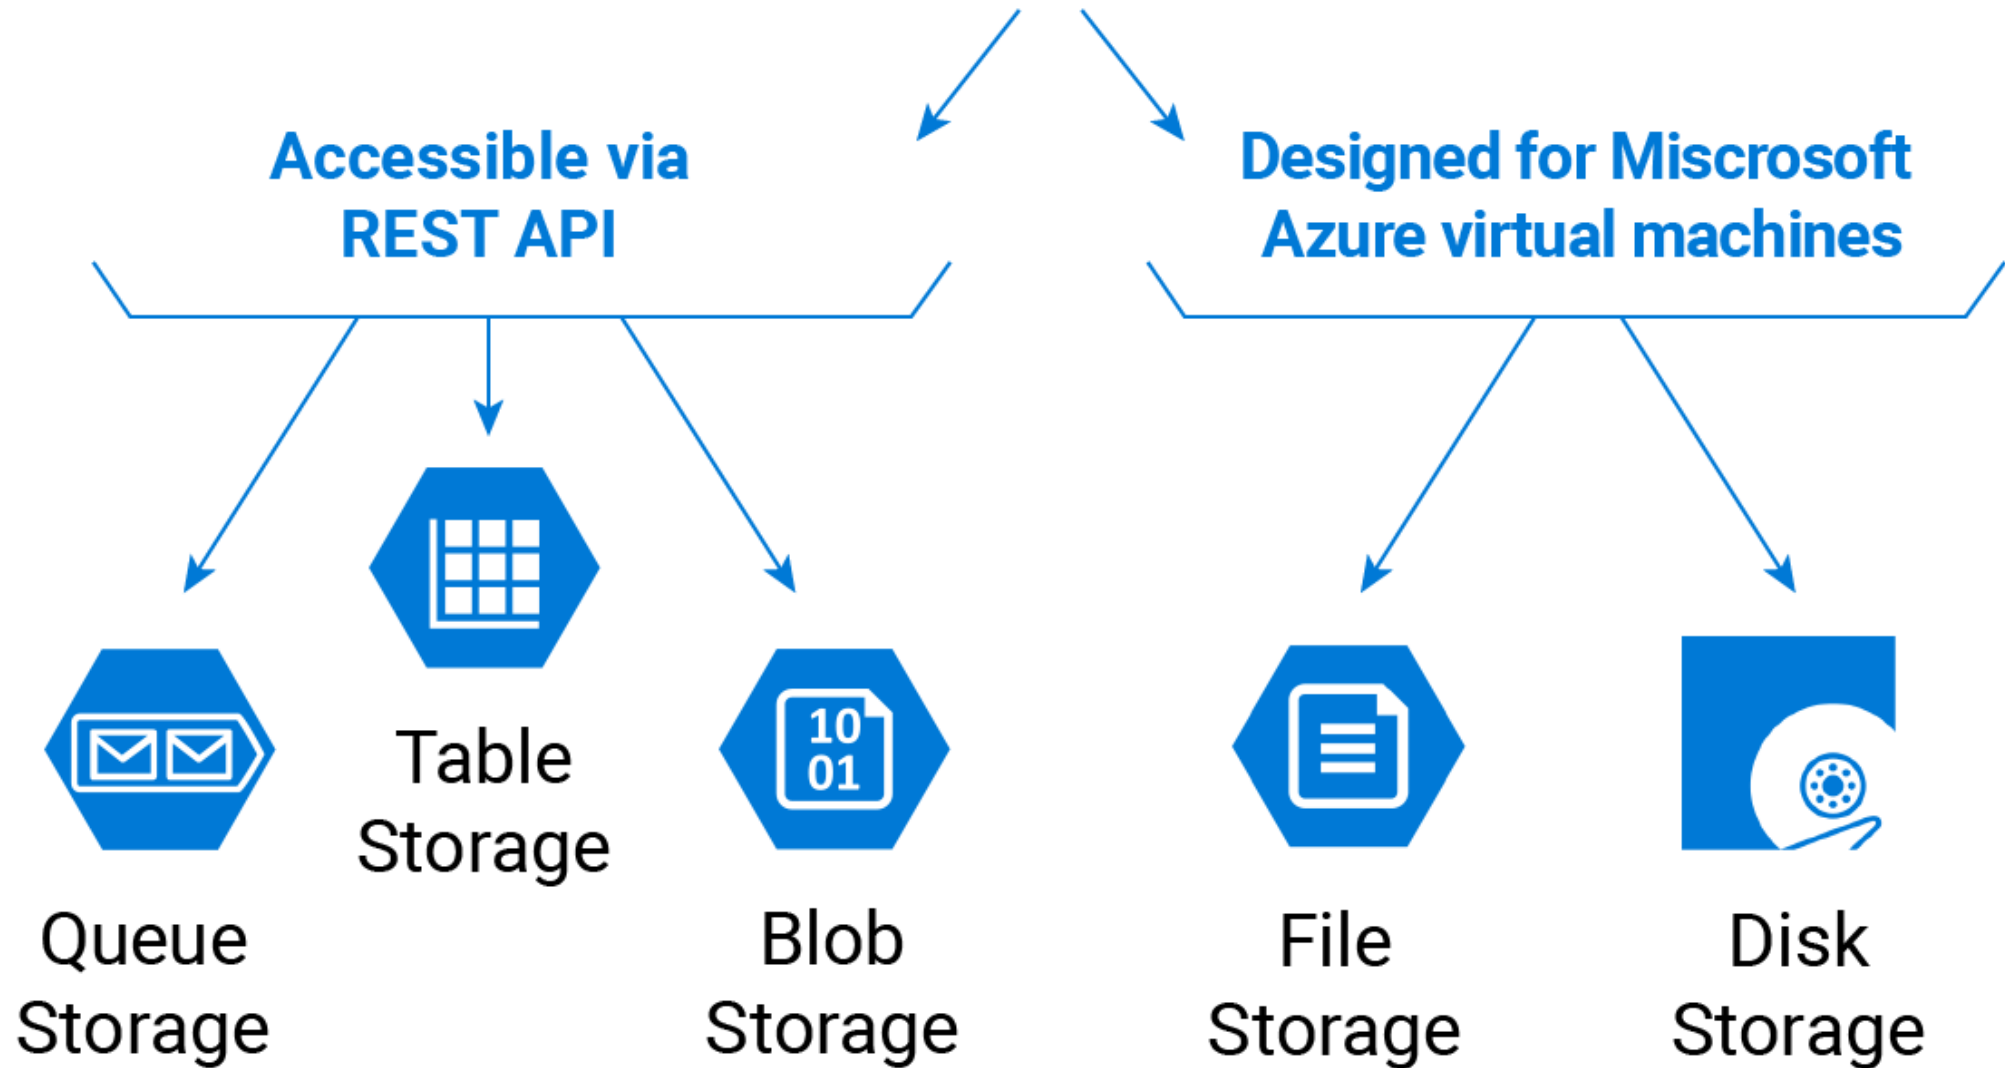 Accessible via
REST API
Designed for Miscrosoft
Azure virtual machines
Table
Storage
10
01
Queue
Storage
Blob
Storage
File
Storage
Disk
Storage